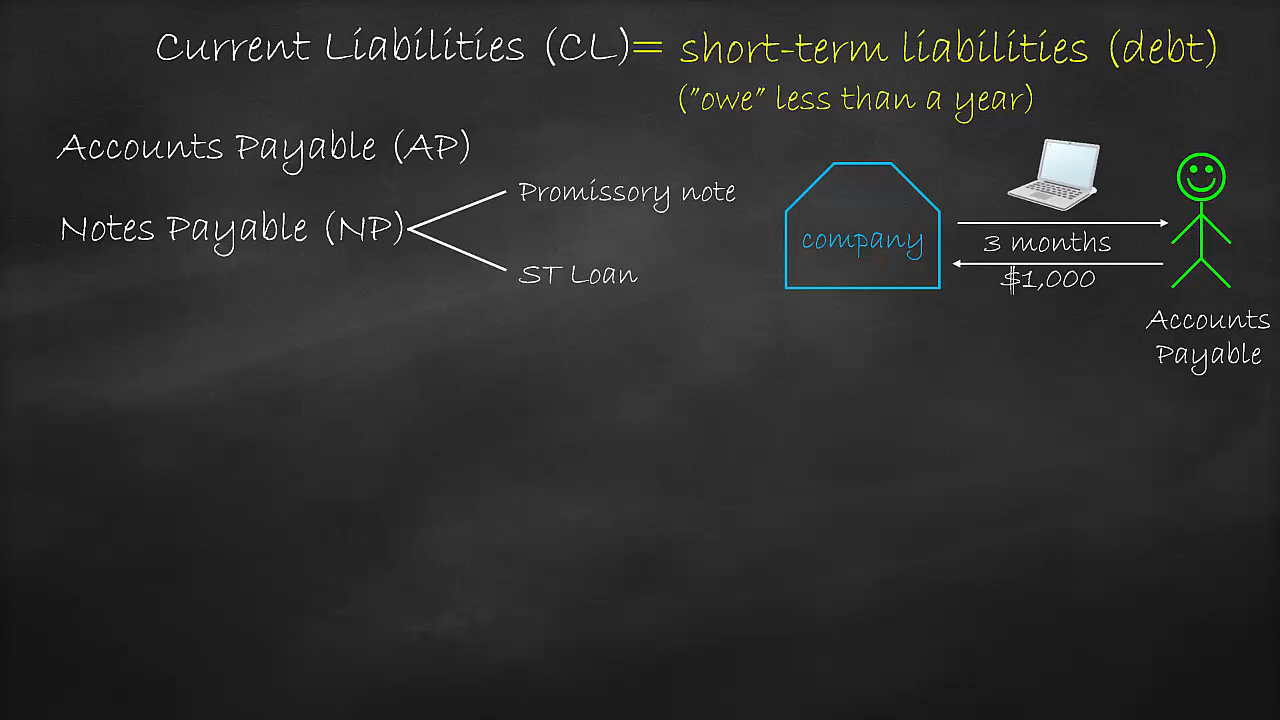 Current Liabilities (CL)= short-term liabilities (debt)
("owe" less than a year)
Accounts Payable (AP)
Notes Payable (NP)
Promissory note
ST Loan
company
3 months
$1,000
Accounts
Payable